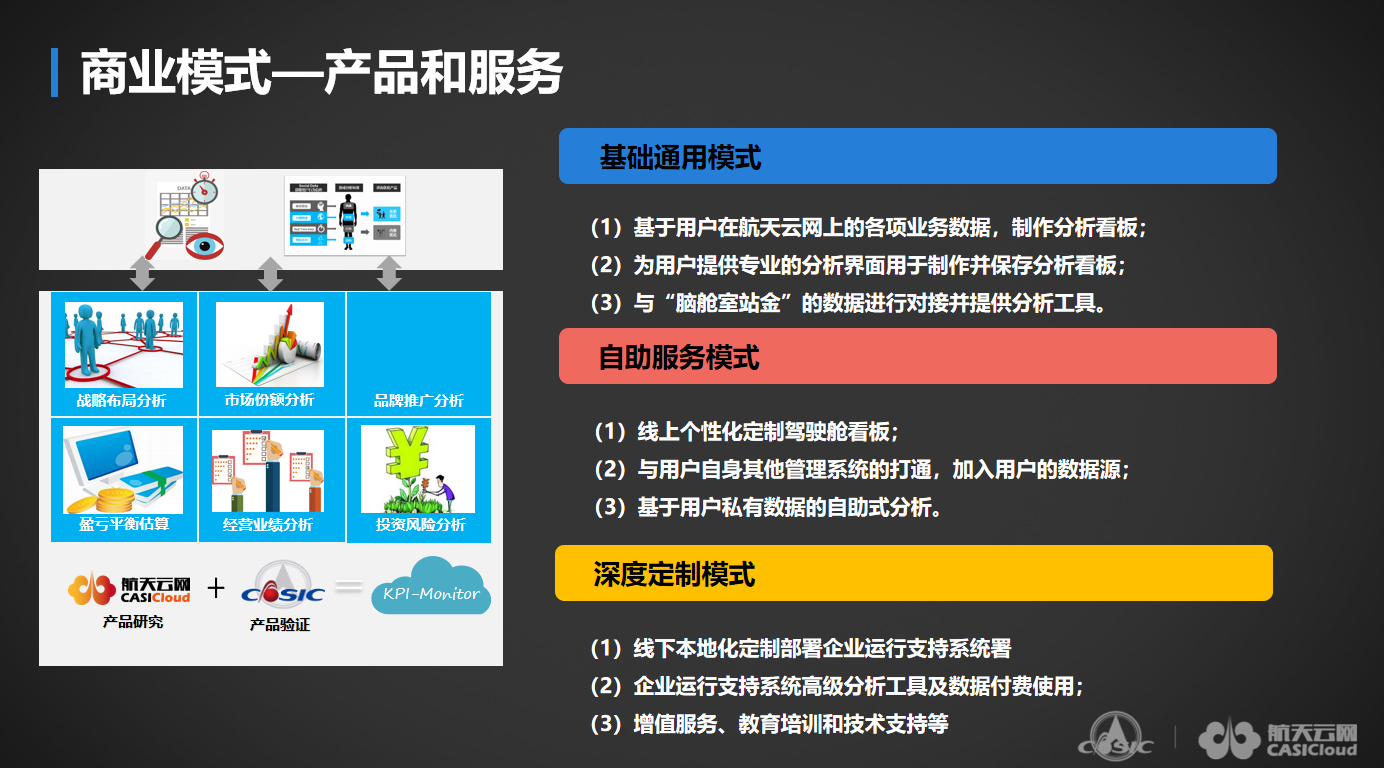 商业模式—产品和服务
DATA
Social Data
战略布局分析
市场份额分析
品牌推广分析
盈亏平衡估算
经营业绩分析
投资风险分析
航天云网
CASICloud
产品研究
+
CASIC
产品验证
=
KPI-Monitor
基础通用模式
（1）基于用户在航天云网上的各项业务数据，制作分析看板；
（2）为用户提供专业的分析界面用于制作并保存分析看板；
（3）与“脑舱室站金”的数据进行对接并提供分析工具。
自助服务模式
（1）线上个性化定制驾驶舱看板；
（2）与用户自身其他管理系统的打通，加入用户的数据源；
（3）基于用户私有数据的自助式分析。
深度定制模式
（1）线下本地化定制部署企业运行支持系统署
（2）企业运行支持系统高级分析工具及数据付费使用；
（3）增值服务、教育培训和技术支持等
CASIC
航天云网
CASICloud